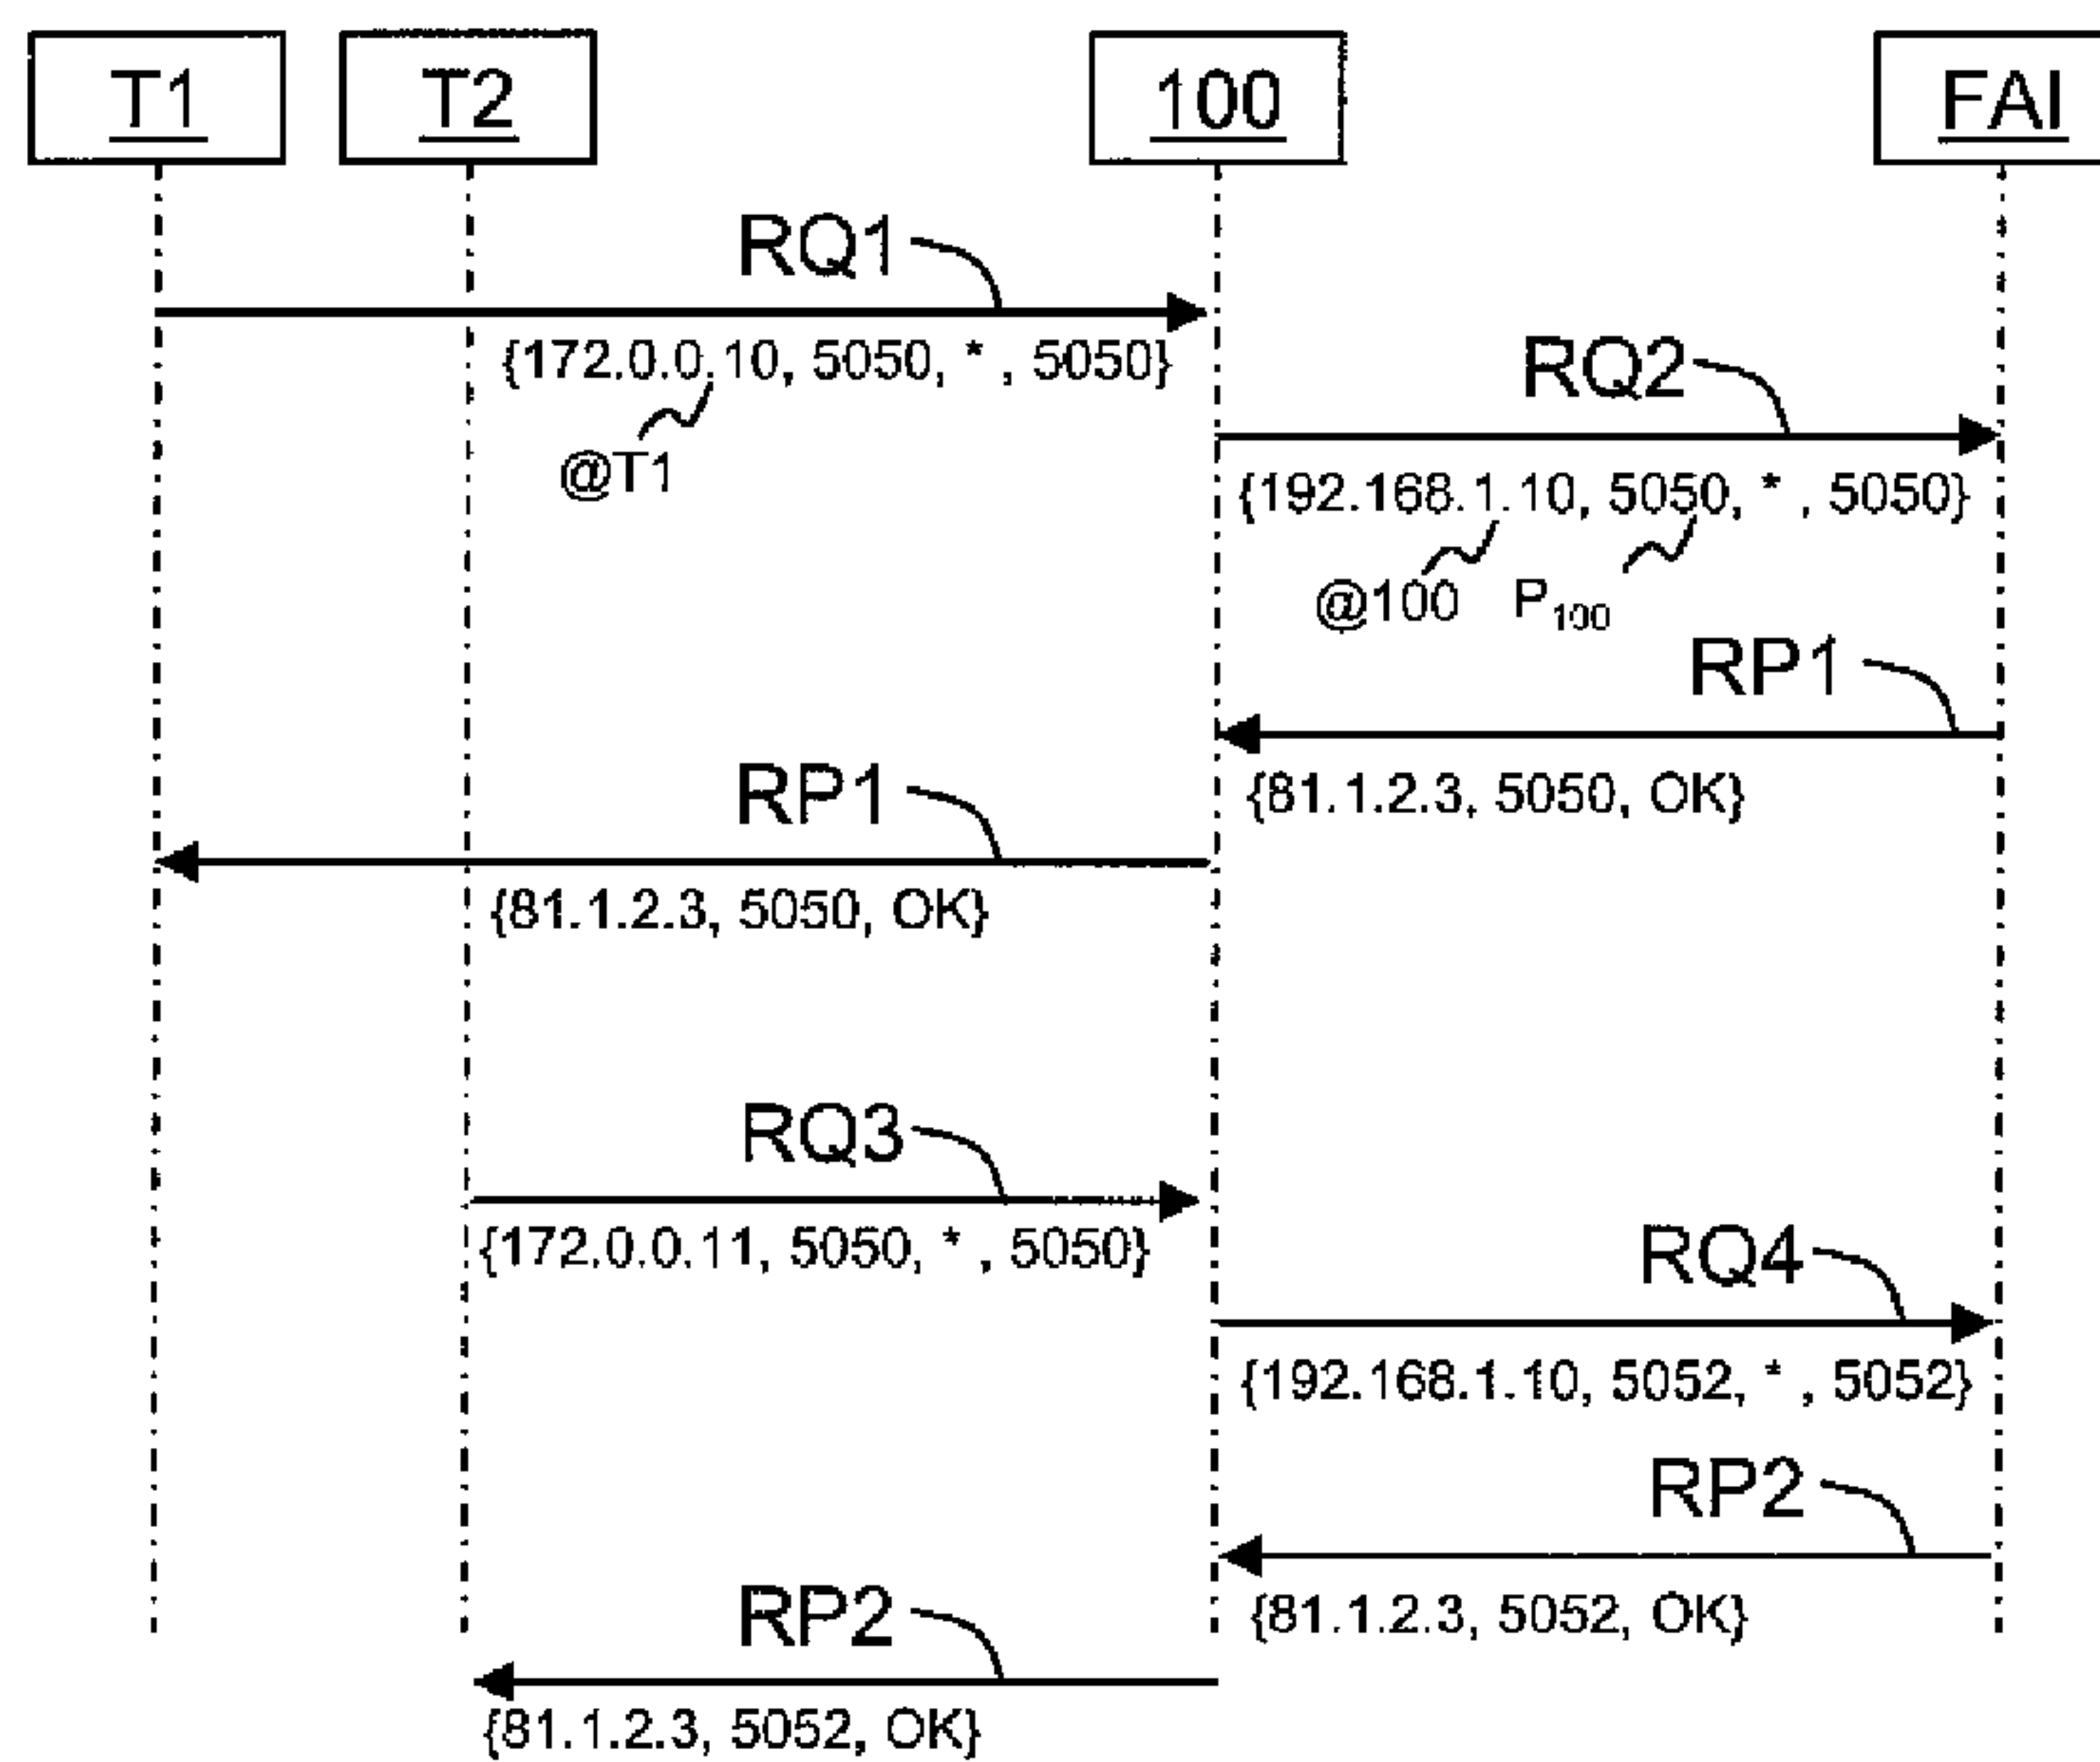 T1 T2 100 FAI
RQ1
{172.0.0.10, 5050, * , 5050}
@T1
RQ2
{192.168.1.10, 5050, * , 5050}
@100 P100
RP1
{81.1.2.3, 5050, OK}
RP1
{81.1.2.3, 5050, OK}
RQ3
{172.0.0.11, 5050, * , 5050}
RQ4
{192.168.1.10, 5052, * , 5052}
RP2
{81.1.2.3, 5052, OK}
RP2
{81.1.2.3, 5052, OK}